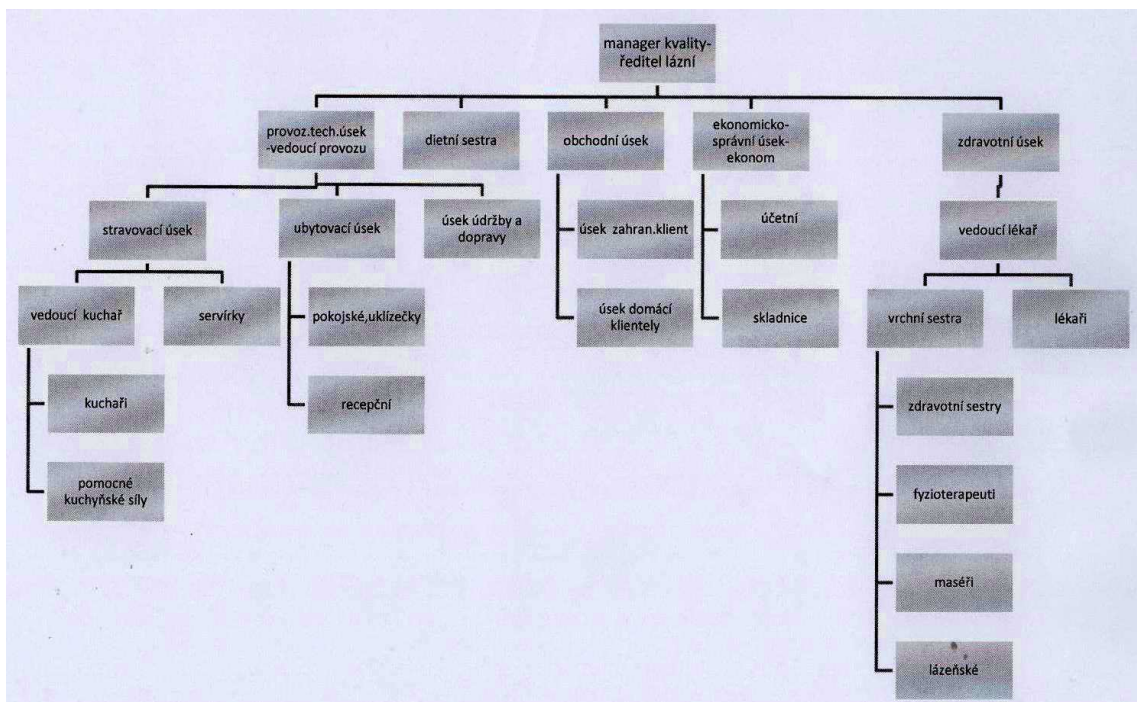 manager kvality-
ředitel lázní
provoz.tech.úsek
-vedoucí provozu
dietní sestra
obchodní úsek
ekonomicko-
správní úsek-
ekonom
zdravotní úsek
stravovací úsek
ubytovací úsek
úsek údržby a
dopravy
úsek zahran.klient
účetní
vedoucí lékař
vedoucí kuchař
servírky
pokojské,uklízečky
úsek domácí
klientely
skladnice
vrchní sestra
lékaři
kuchaři
recepční
zdravotní sestry
pomocné
kuchyňské síly
fyzioterapeuti
maséři
lázeňské